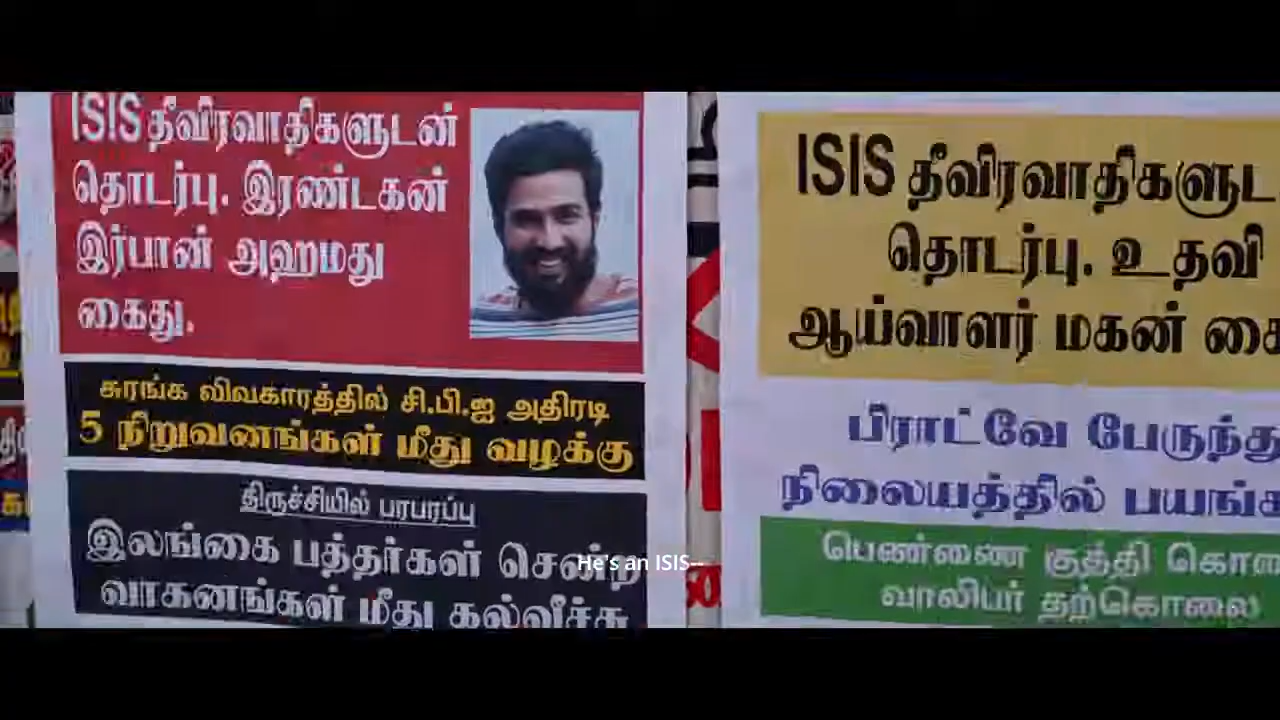 ISIS தீவிரவாதிகளுடன்
தொடர்பு. இரண்டகன்
இர்பான் அஹமது
கைது.
சுரங்க விவகாரத்தில் சி.பி.ஐ அதிரடி
5 நிறுவனங்கள் மீது வழக்கு
திருச்சியில் பரபரப்பு
இலங்கை பத்தர்கள் சென்ற
வாகனங்கள் மீது கல்வீச்சு
ISIS தீவிரவாதிகளுட
தொடர்பு. உதவி
ஆய்வாளர் மகன் கை
பிராட்வே பேருந்து
நிலையத்தில் பயங்க
பெண்ணை குத்தி கொலை
வாலிபர் தற்கொலை
He's an ISIS--